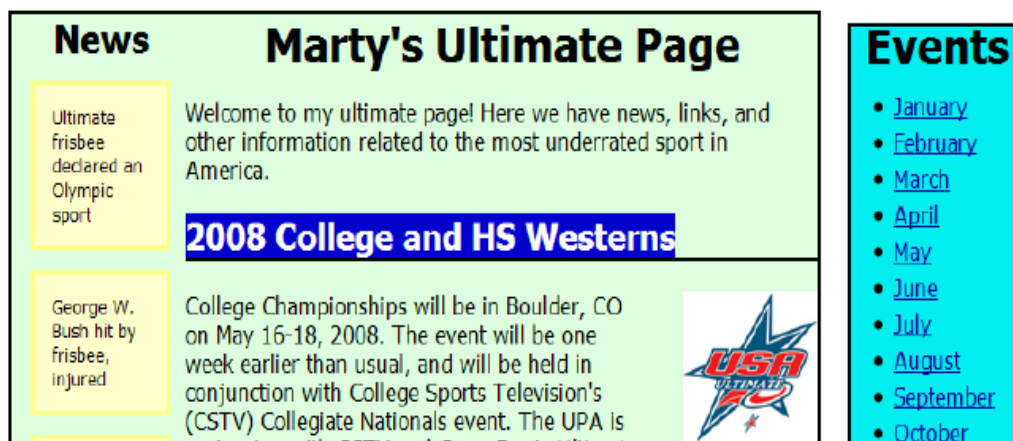 News
Ultimate
frisbee
declared an
Olympic
sport
George W.
Bush hit by
frisbee,
injured
Marty's Ultimate Page
Welcome to my ultimate page! Here we have news, links, and
other information related to the most underrated sport in
America.
2008 College and HS Westerns
College Championships will be in Boulder, CO
on May 16-18, 2008. The event will be one
week earlier than usual, and will be held in
conjunction with College Sports Television's
(CSTV) Collegiate Nationals event. The UPA is
USA
ULTIMATE
Events
• January
• February
• March
• April
• May
• June
• July
• August
• September
• October